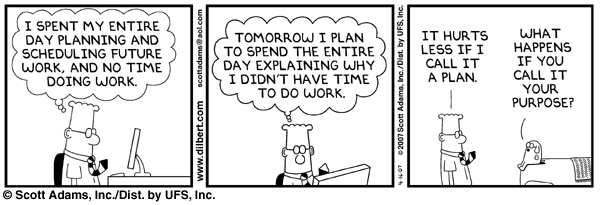 I SPENT MY ENTIRE
DAY PLANNING AND
SCHEDULING FUTURE
WORK, AND NO TIME
DOING WORK.
www.dilbert.com
scottadams@aol.com
TOMORROW I PLAN
TO SPEND THE ENTIRE
DAY EXPLAINING WHY
I DIDN'T HAVE TIME
TO DO WORK.
4-16-07
©2007 Scott Adams, Inc./Dist. by UFS, Inc.
IT HURTS
LESS IF I
CALL IT
A PLAN.
WHAT
HAPPENS
IF YOU
CALL IT
YOUR
PURPOSE?
© Scott Adams, Inc./Dist. by UFS, Inc.